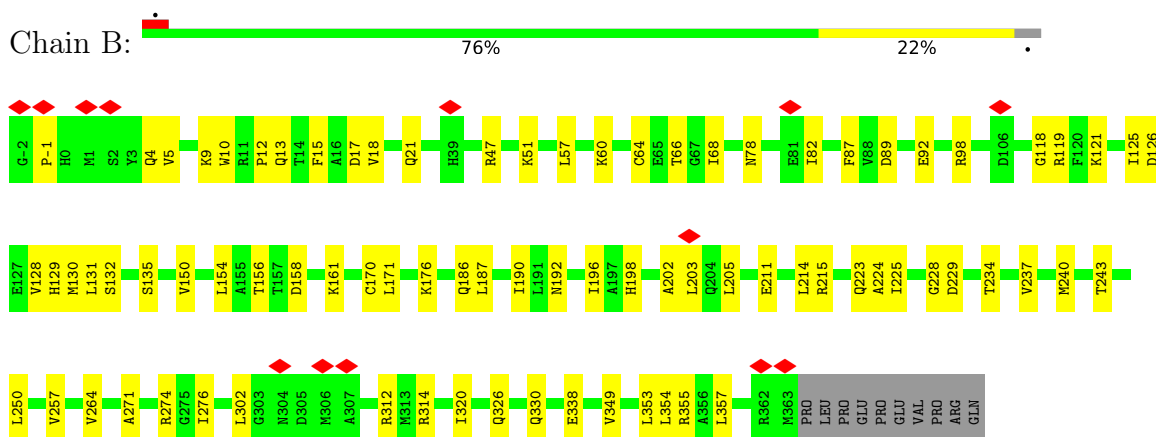 Chain B:
•
76% 22% •
G-2 P-1 H0 M1 S2 Y3 Q4 V5 K9 W10 R11 P12 Q13 T14 F15 A16 D17 V18 Q21 H39 R47 K51 L57 K60 C64 E65 T66 G67 I68 N78 E81 I82 F87 V88 D89 E92 R98 D106 G118 R119 F120 K121 I125 D126
E127 V128 H129 M130 L131 S132 S135 V150 L154 A155 T156 T157 D158 K161 C170 L171 K176 Q186 L187 I190 L191 N192 I196 A197 H198 A202 L203 Q204 L205 E211 L214 R215 Q223 A224 I225 G228 D229 T234 V237 M240 T243
L250 V257 V264 A271 R274 G275 I276 L302 G303 N304 D305 M306 A307 R312 M313 R314 I320 Q326 Q330 E338 V349 L353 L354 R355 A356 L357 R362 M363 PRO LEU PRO GLU PRO PRO GLU VAL PRO ARG GLN